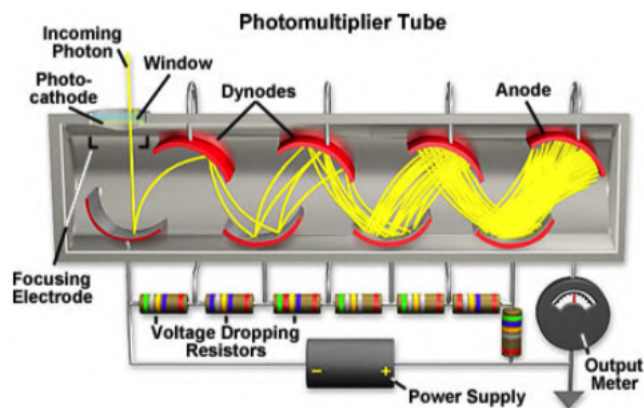 Photomultiplier Tube
Incoming
Photon
Window
Photo-
cathode
Dynodes
Anode
Focusing
Electrode
Voltage Dropping
Resistors
− +
Power Supply
Output
Meter